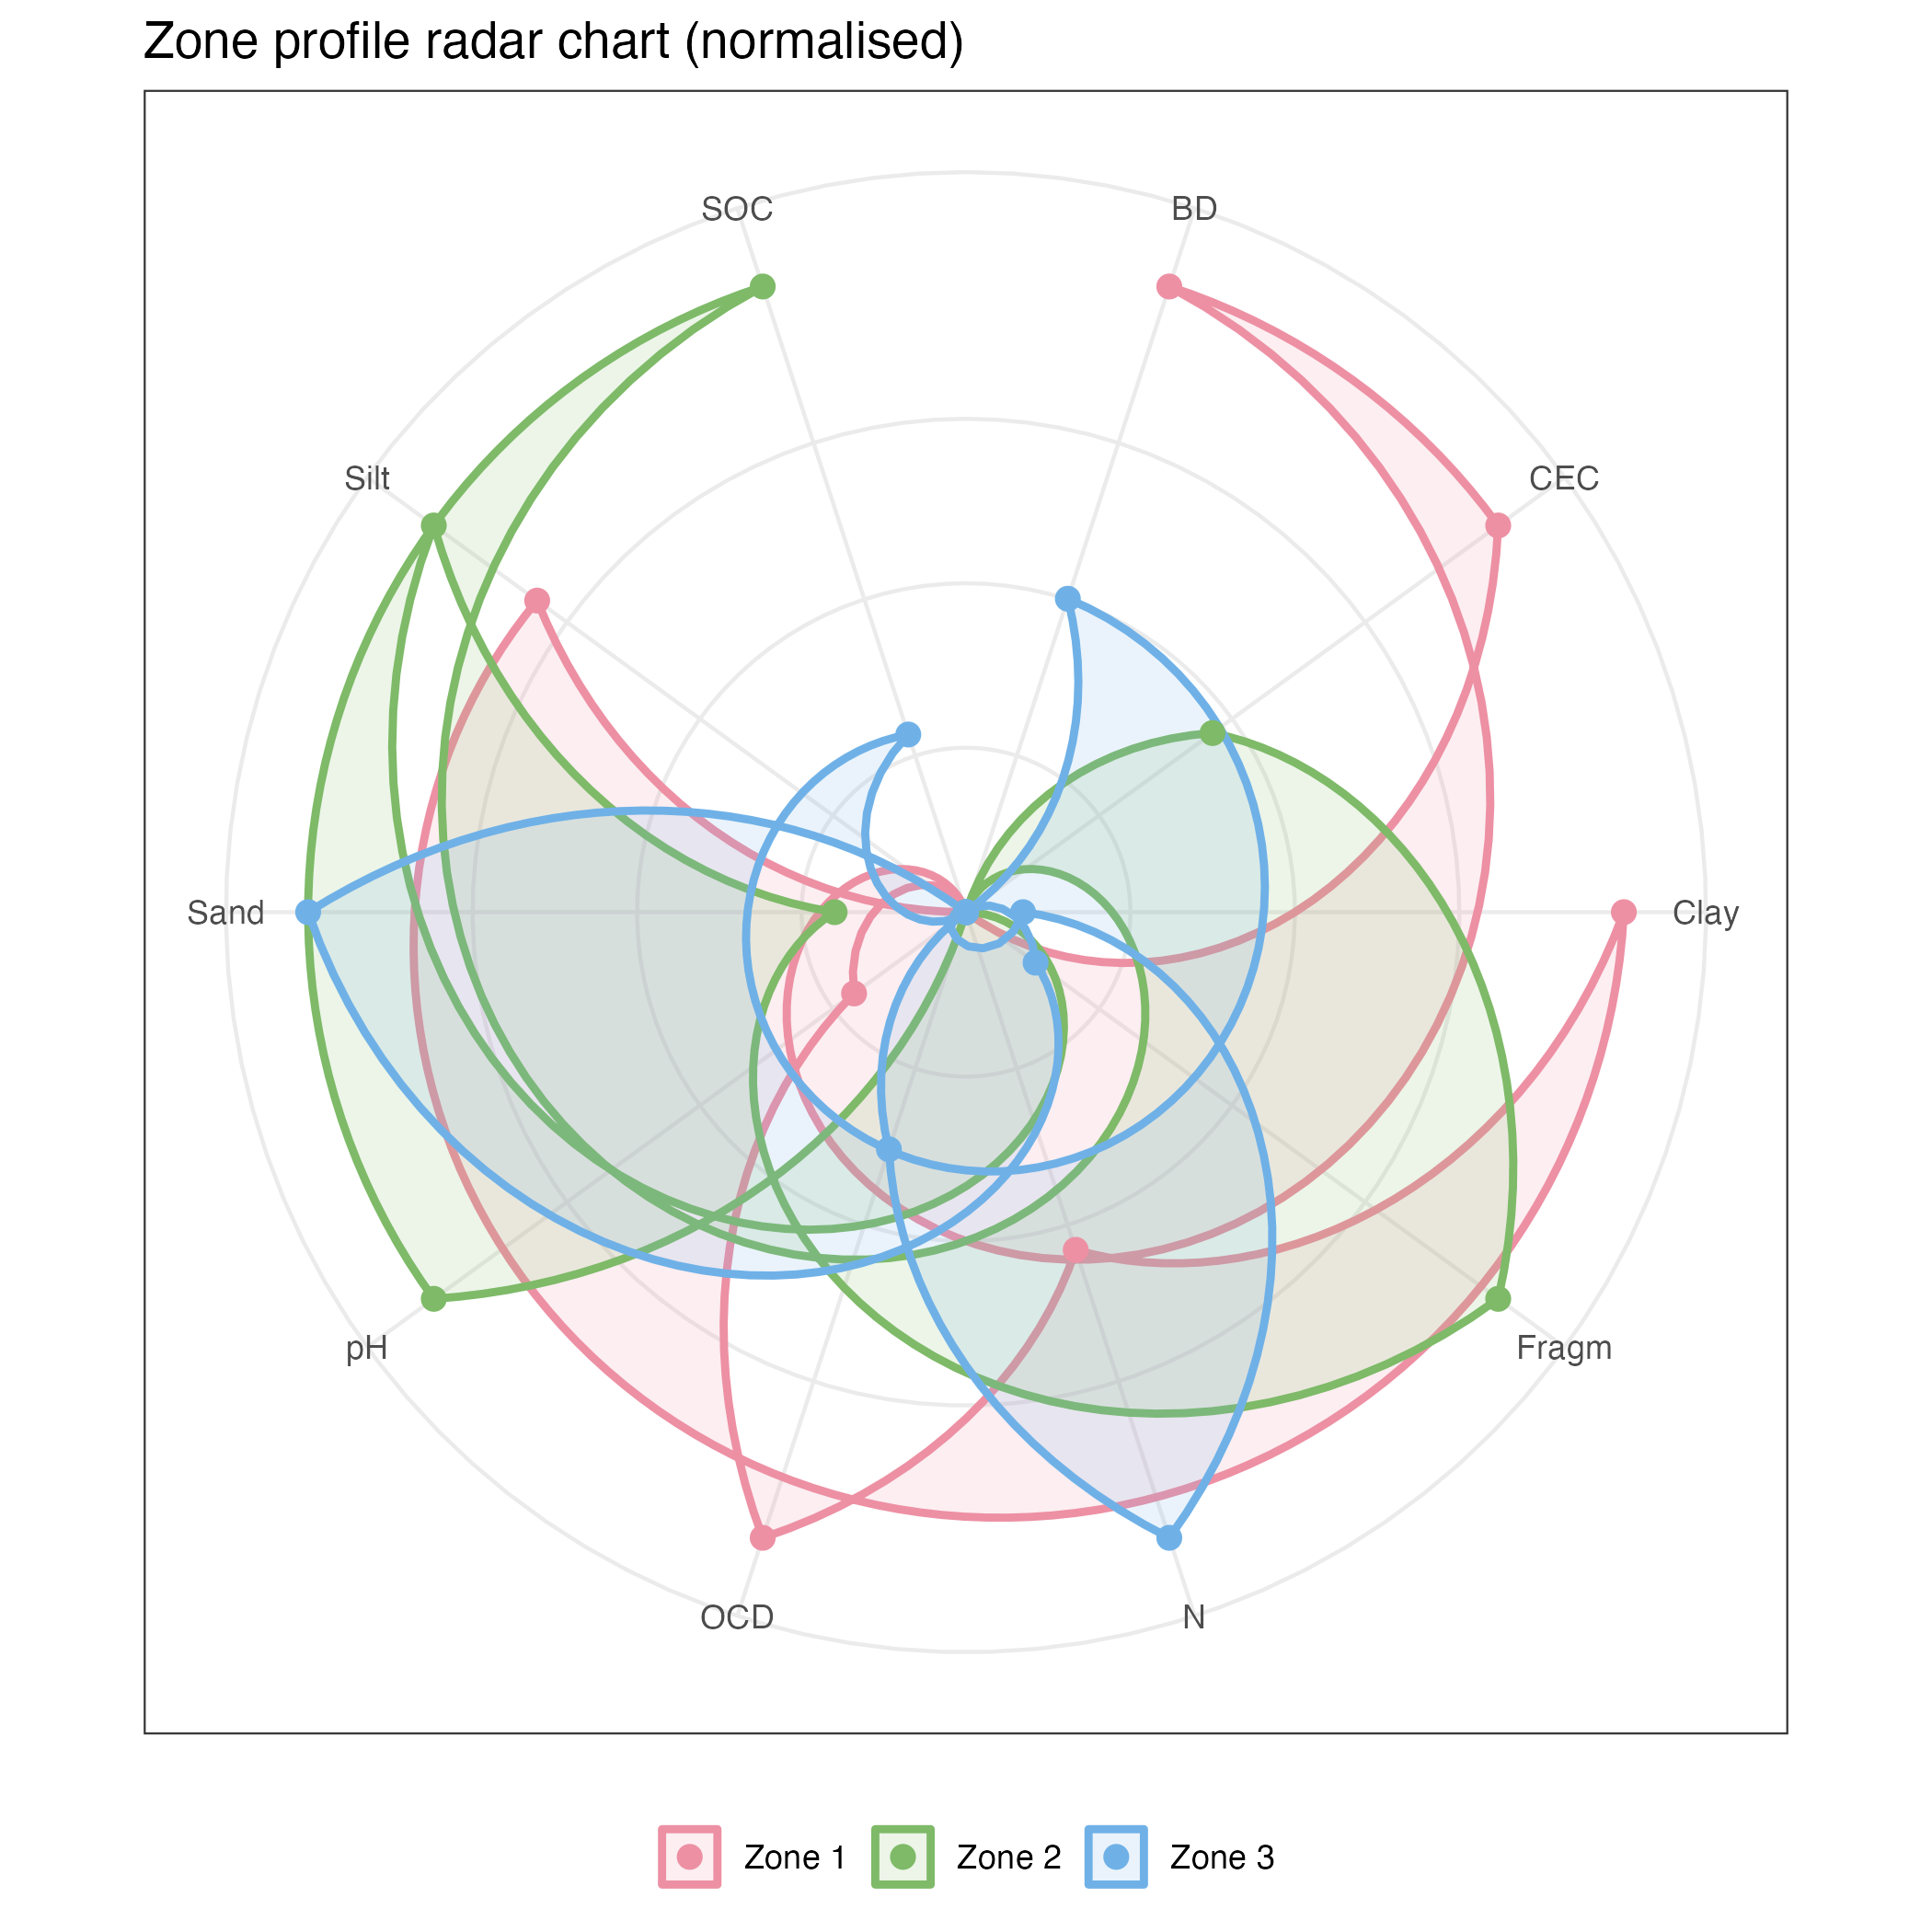 Zone profile radar chart (normalised)
SOC
BD
Silt
CEC
Sand
Clay
pH
Fragm
OCD
N
Zone 1
Zone 2
Zone 3